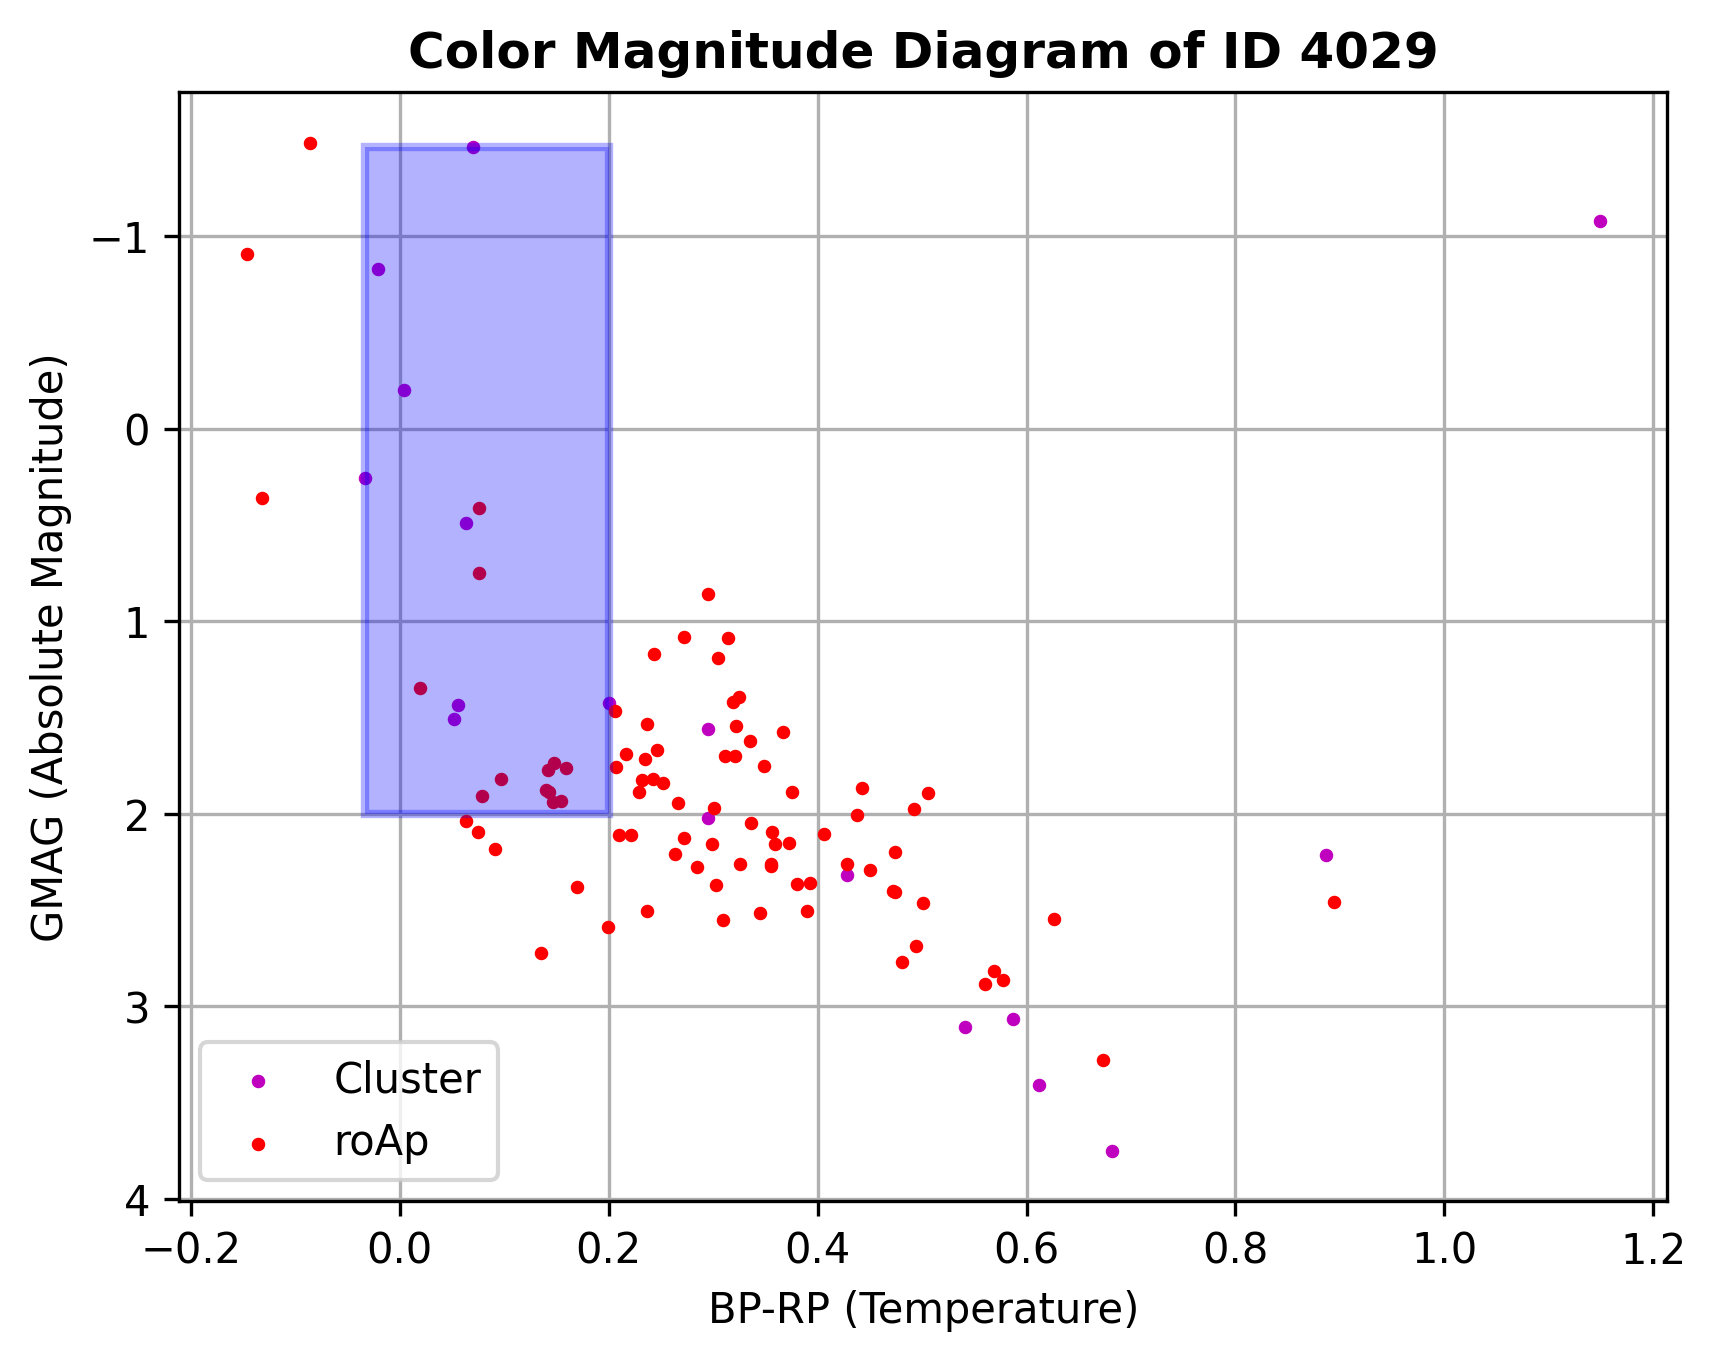 Color Magnitude Diagram of ID 4029
GMAG (Absolute Magnitude)
−1
0
1
2
3
4
Cluster
roAp
−0.2 0.0 0.2 0.4 0.6 0.8 1.0 1.2
BP-RP (Temperature)